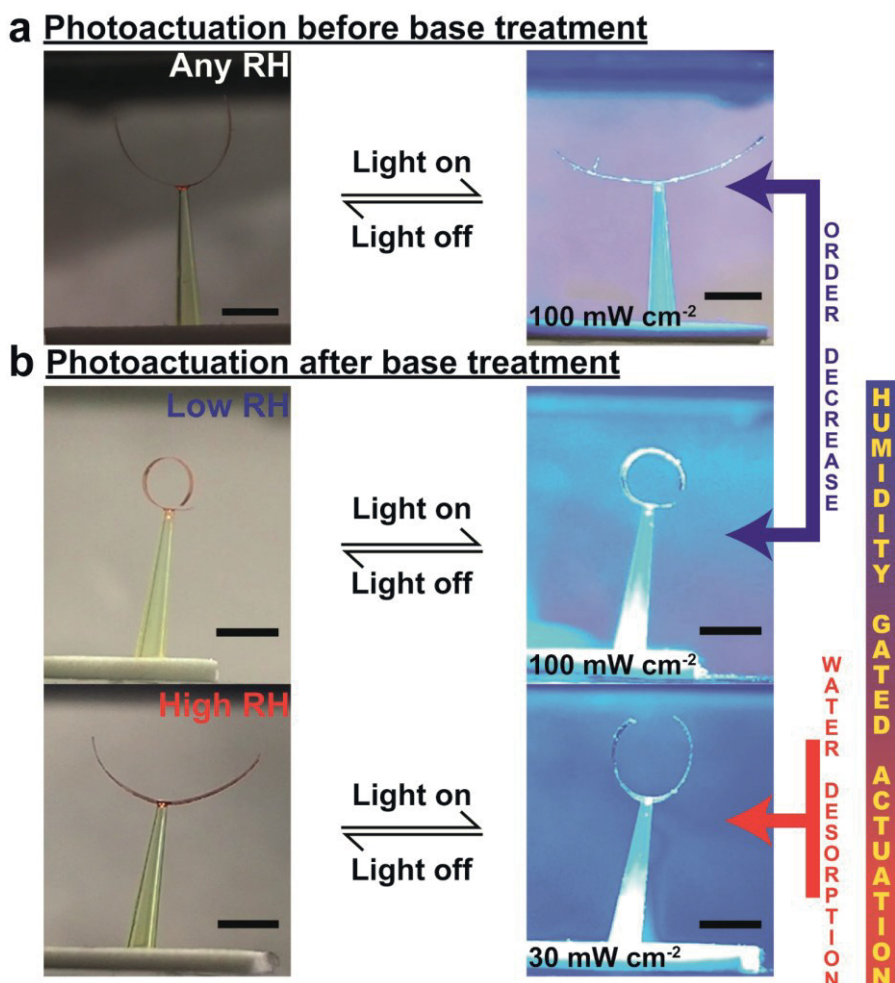 a Photoactuation before base treatment
Any RH
Light on
Light off
100 mW cm⁻²
b Photoactuation after base treatment
Low RH
Light on
Light off
100 mW cm⁻²
High RH
Light on
Light off
30 mW cm⁻²
ORDER DECREASE
WATER DESORPTION
HUMIDITY GATED ACTUATION